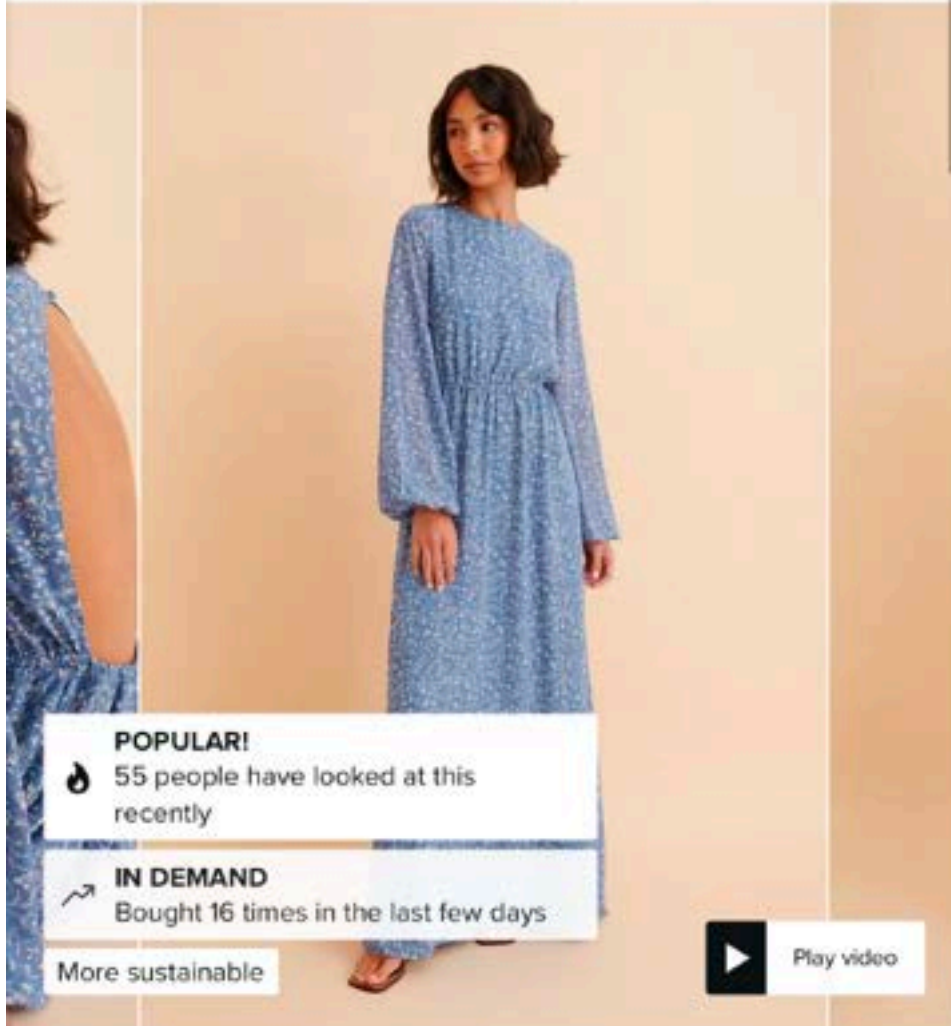 POPULAR!
55 people have looked at this
recently
IN DEMAND
Bought 16 times in the last few days
More sustainable
Play video